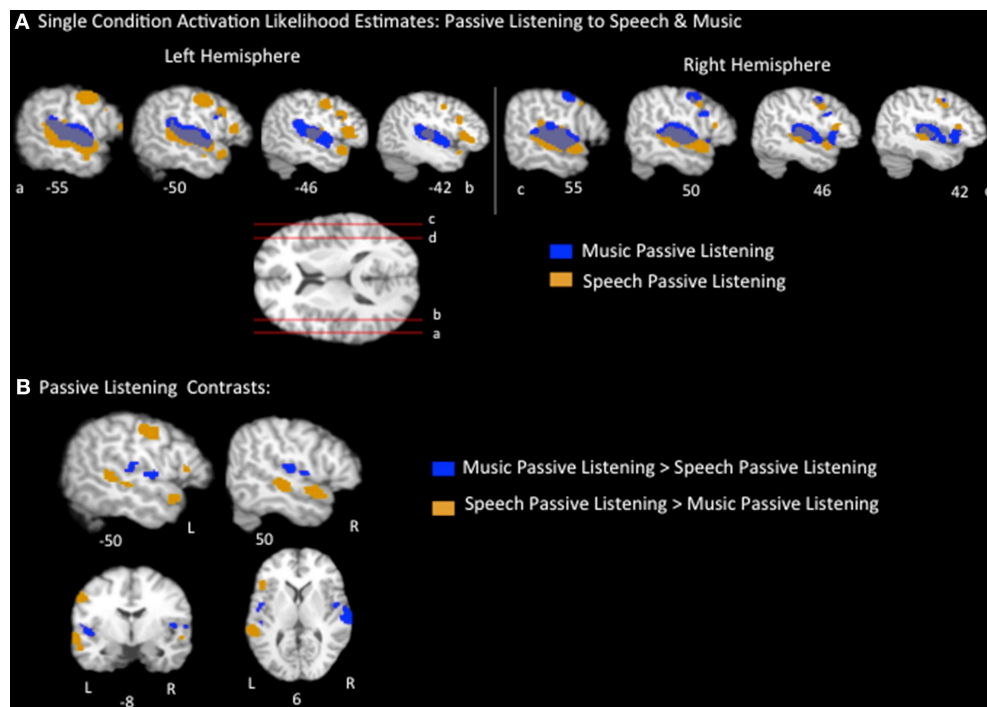 A Single Condition Activation Likelihood Estimates: Passive Listening to Speech & Music
Left Hemisphere
Right Hemisphere
a -55 -50 -46 -42 b
c 55 50 46 42
c
d
b
a
Music Passive Listening
Speech Passive Listening
B Passive Listening Contrasts:
Music Passive Listening > Speech Passive Listening
Speech Passive Listening > Music Passive Listening
-50 L
50 R
L -8 R
L 6 R